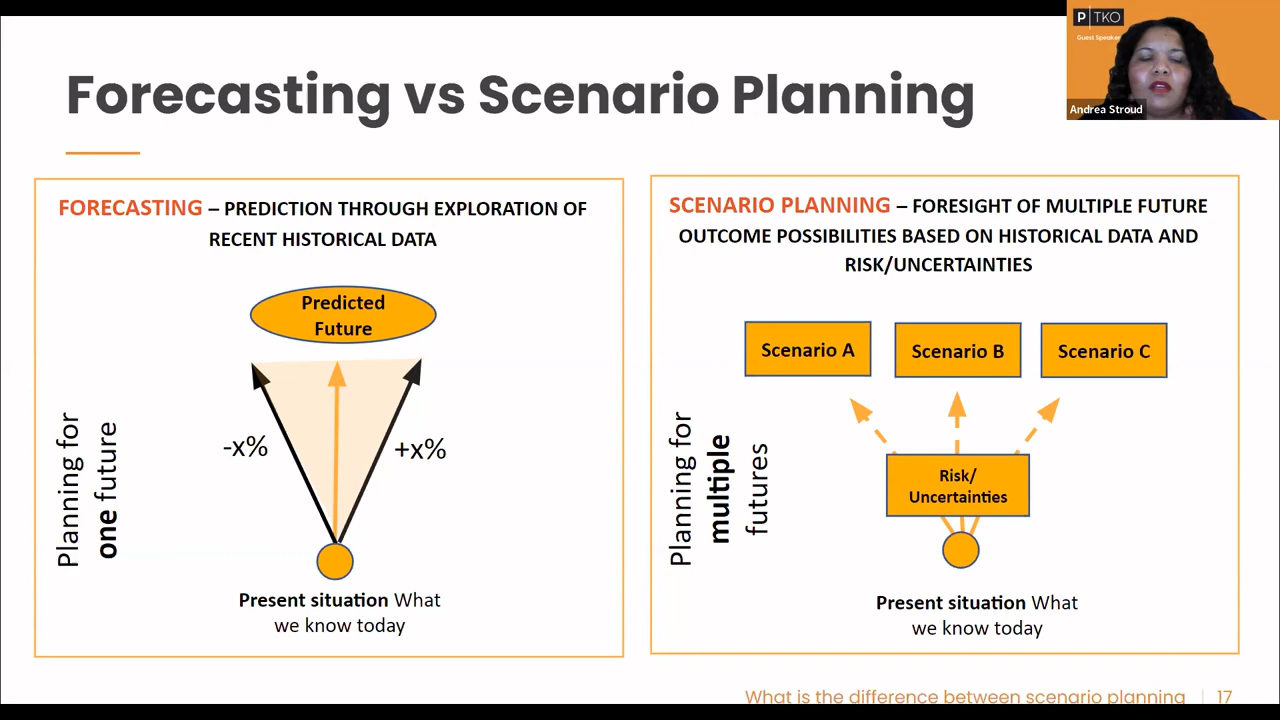 P TKO
Guest Speaker
Andrea Stroud
Forecasting vs Scenario Planning
FORECASTING – PREDICTION THROUGH EXPLORATION OF
RECENT HISTORICAL DATA
Predicted
Future
-x%
+x%
Planning for
one future
Present situation What
we know today
SCENARIO PLANNING – FORESIGHT OF MULTIPLE FUTURE
OUTCOME POSSIBILITIES BASED ON HISTORICAL DATA AND
RISK/UNCERTAINTIES
Scenario A
Scenario B
Scenario C
Planning for
multiple
futures
Risk/
Uncertainties
Present situation What
we know today
What is the difference between scenario planning | 17